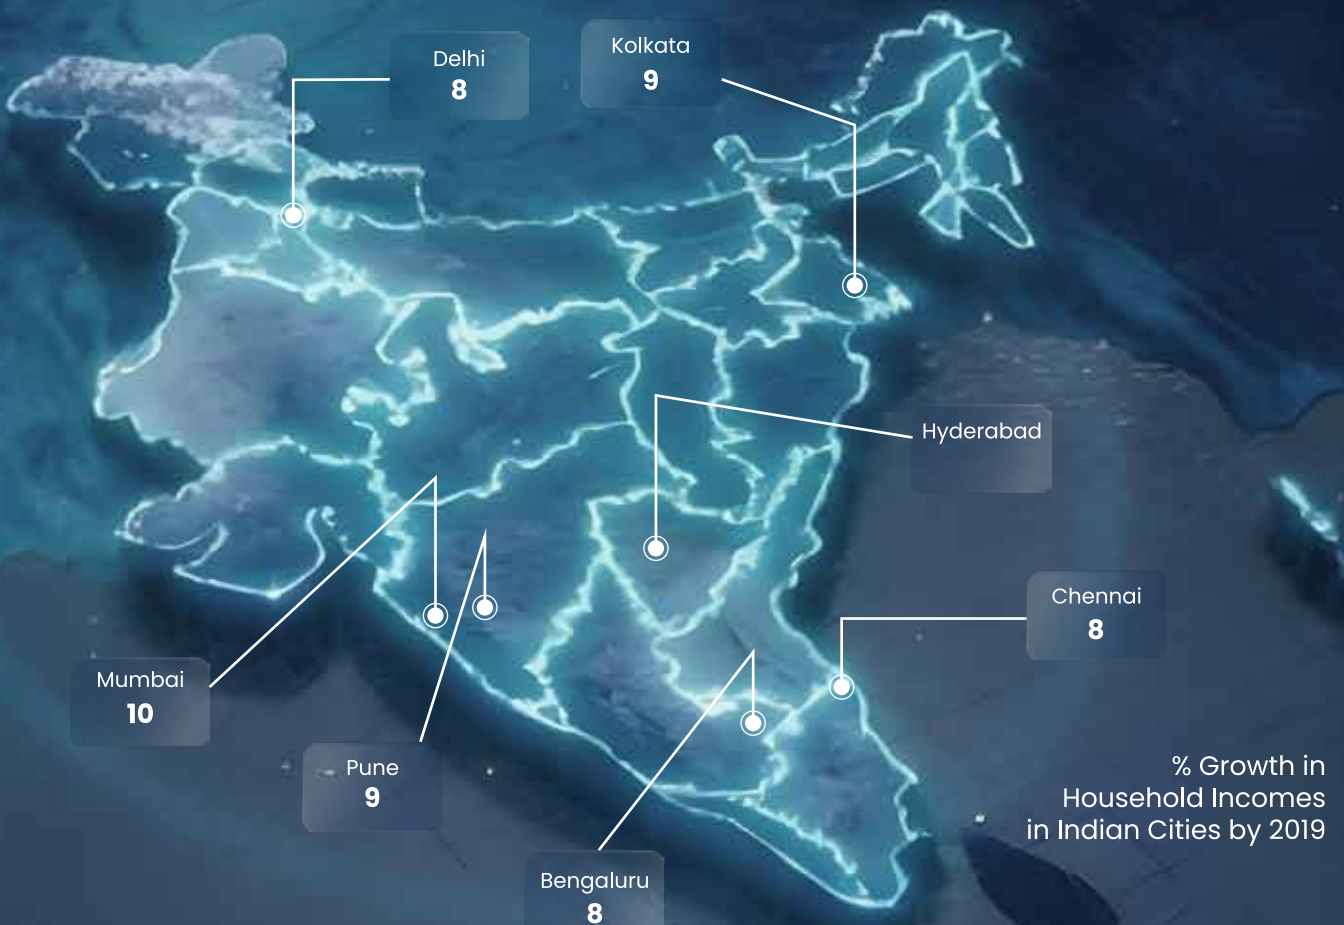 Delhi
8
Kolkata
9
Hyderabad
Chennai
8
Mumbai
10
Pune
9
Bengaluru
8
% Growth in
Household Incomes
in Indian Cities by 2019